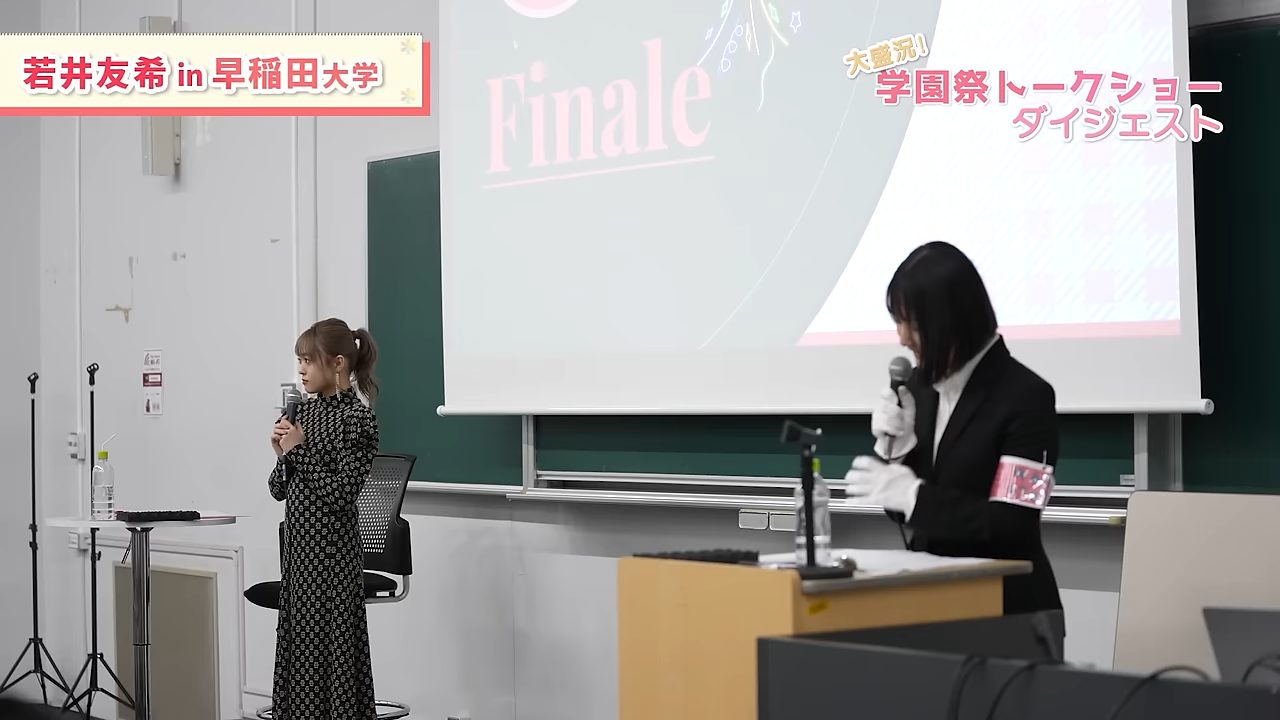 若井友希 in 早稲田大学
大盛況!
学園祭トークショー
ダイジェスト
Finale